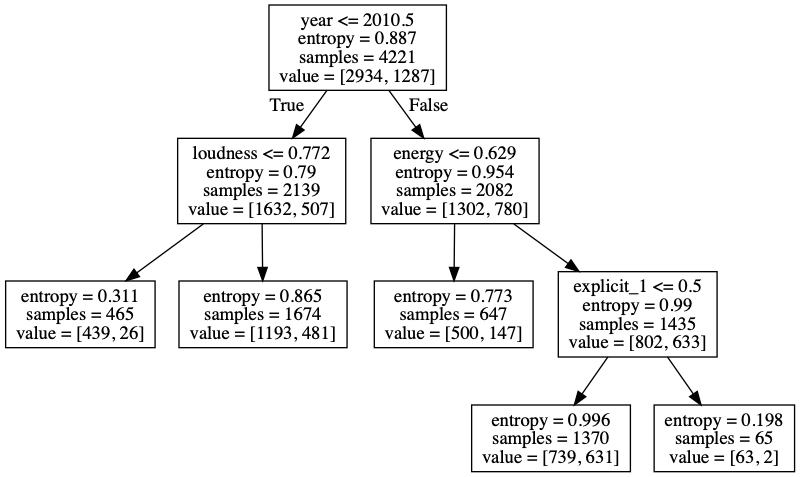 year <= 2010.5
entropy = 0.887
samples = 4221
value = [2934, 1287]
True
False
loudness <= 0.772
entropy = 0.79
samples = 2139
value = [1632, 507]
energy <= 0.629
entropy = 0.954
samples = 2082
value = [1302, 780]
entropy = 0.311
samples = 465
value = [439, 26]
entropy = 0.865
samples = 1674
value = [1193, 481]
entropy = 0.773
samples = 647
value = [500, 147]
explicit_1 <= 0.5
entropy = 0.99
samples = 1435
value = [802, 633]
entropy = 0.996
samples = 1370
value = [739, 631]
entropy = 0.198
samples = 65
value = [63, 2]